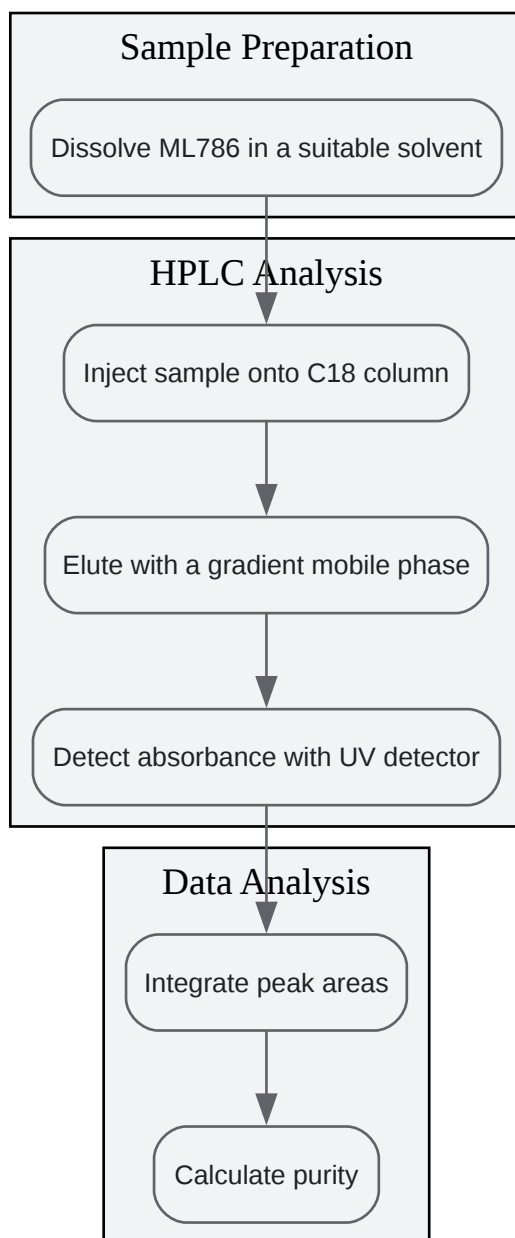 Sample Preparation
Dissolve ML786 in a suitable solvent
HPLC Analysis
Inject sample onto C18 column
Elute with a gradient mobile phase
Detect absorbance with UV detector
Data Analysis
Integrate peak areas
Calculate purity